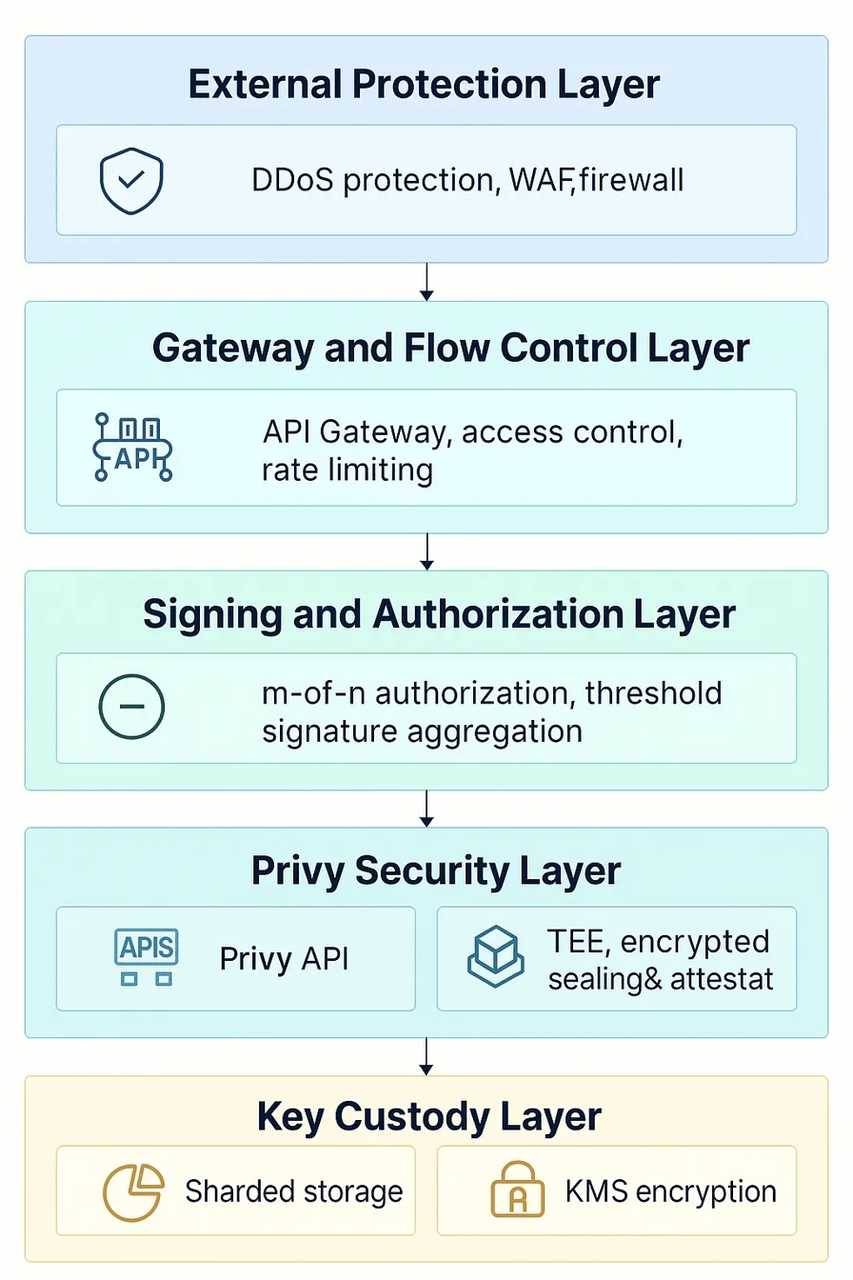 External Protection Layer
DDoS protection, WAF,firewall
Gateway and Flow Control Layer
API
API Gateway, access control,
rate limiting
Signing and Authorization Layer
m-of-n authorization, threshold
signature aggregation
Privy Security Layer
APIS
Privy API
TEE, encrypted
sealing& attestat
Key Custody Layer
Sharded storage
KMS encryption